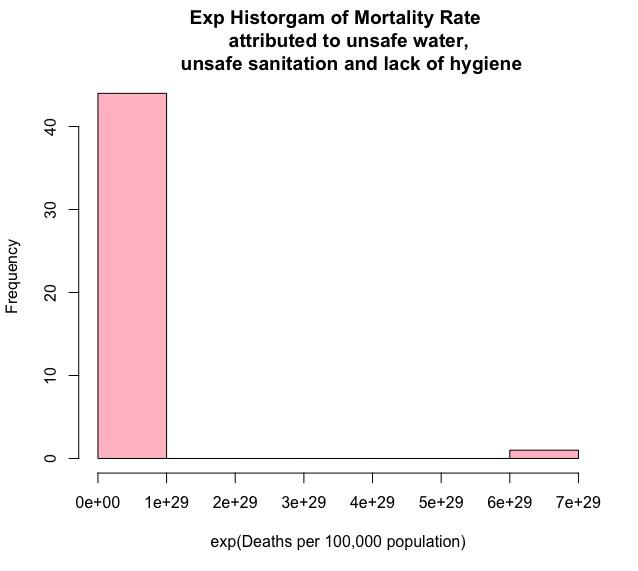 Exp Historgam of Mortality Rate
attributed to unsafe water,
unsafe sanitation and lack of hygiene
Frequency
40
30
20
10
0
0e+00 1e+29 2e+29 3e+29 4e+29 5e+29 6e+29 7e+29
exp(Deaths per 100,000 population)